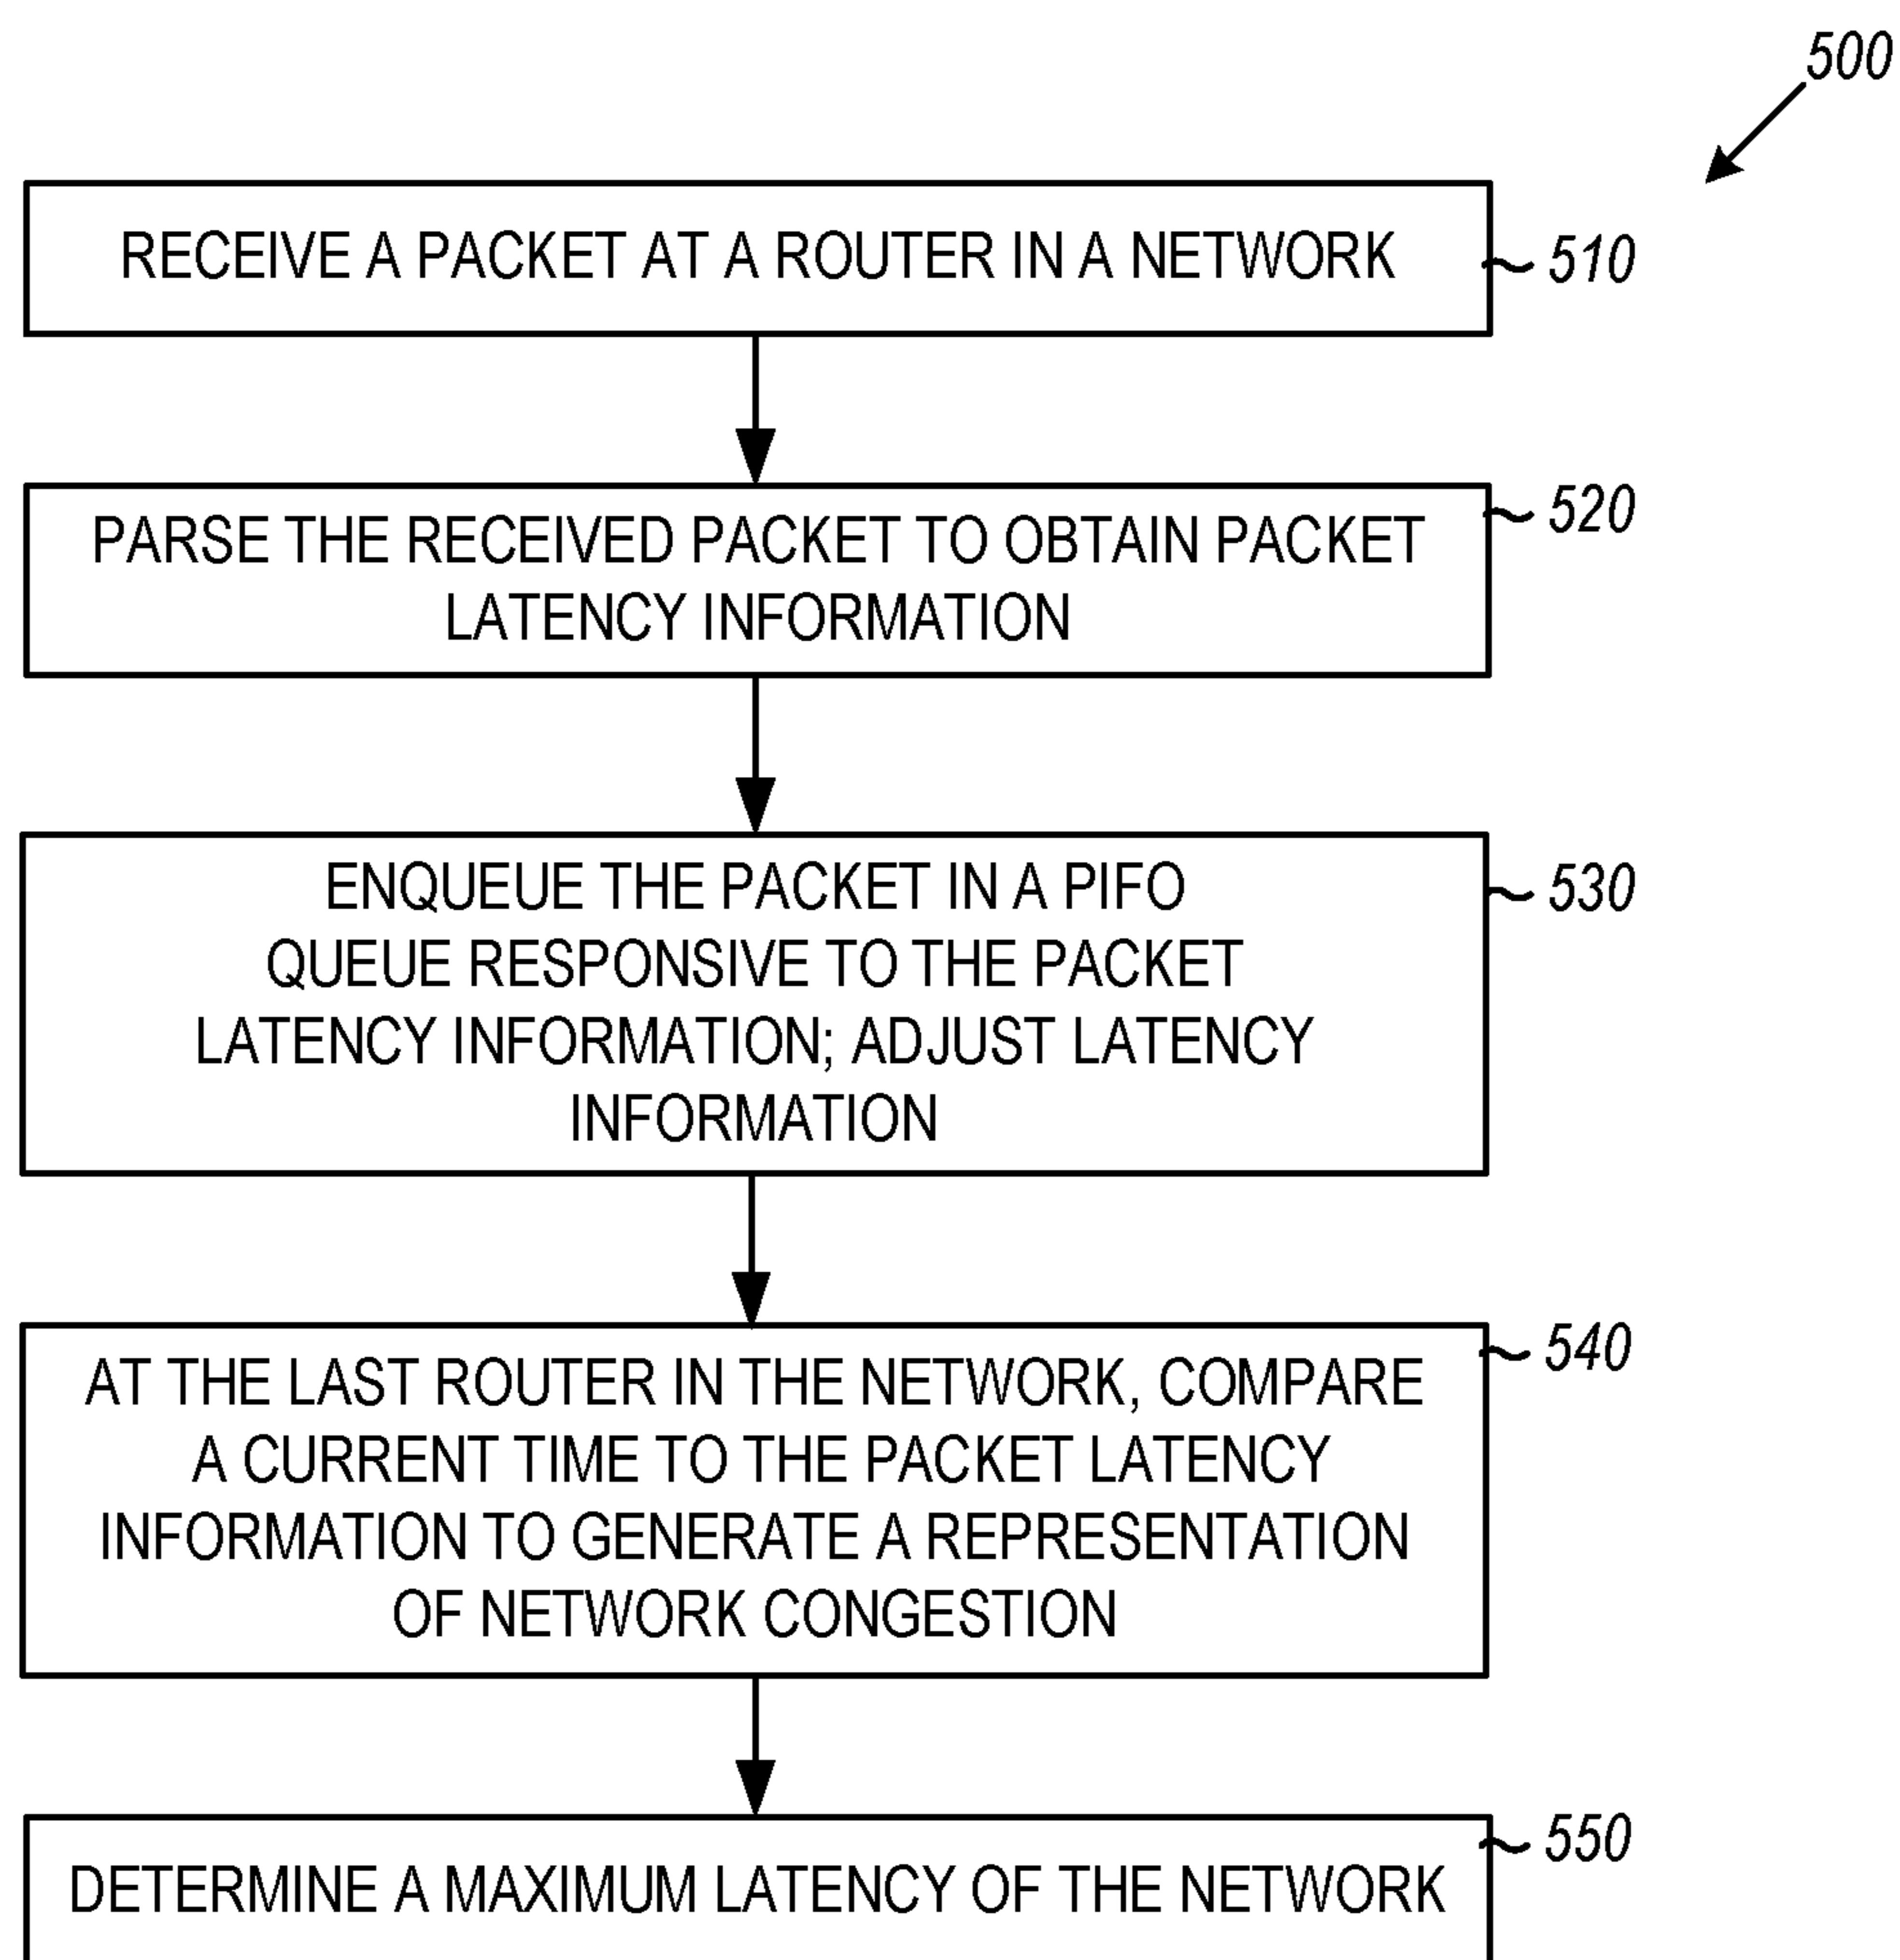 500
RECEIVE A PACKET AT A ROUTER IN A NETWORK
510
PARSE THE RECEIVED PACKET TO OBTAIN PACKET
LATENCY INFORMATION
520
ENQUEUE THE PACKET IN A PIFO
QUEUE RESPONSIVE TO THE PACKET
LATENCY INFORMATION; ADJUST LATENCY
INFORMATION
530
AT THE LAST ROUTER IN THE NETWORK, COMPARE
A CURRENT TIME TO THE PACKET LATENCY
INFORMATION TO GENERATE A REPRESENTATION
OF NETWORK CONGESTION
540
DETERMINE A MAXIMUM LATENCY OF THE NETWORK
550